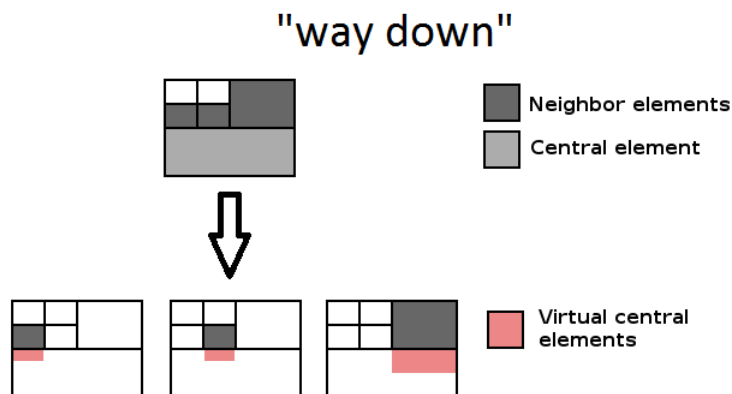 "way down"
Neighbor elements
Central element
Virtual central
elements